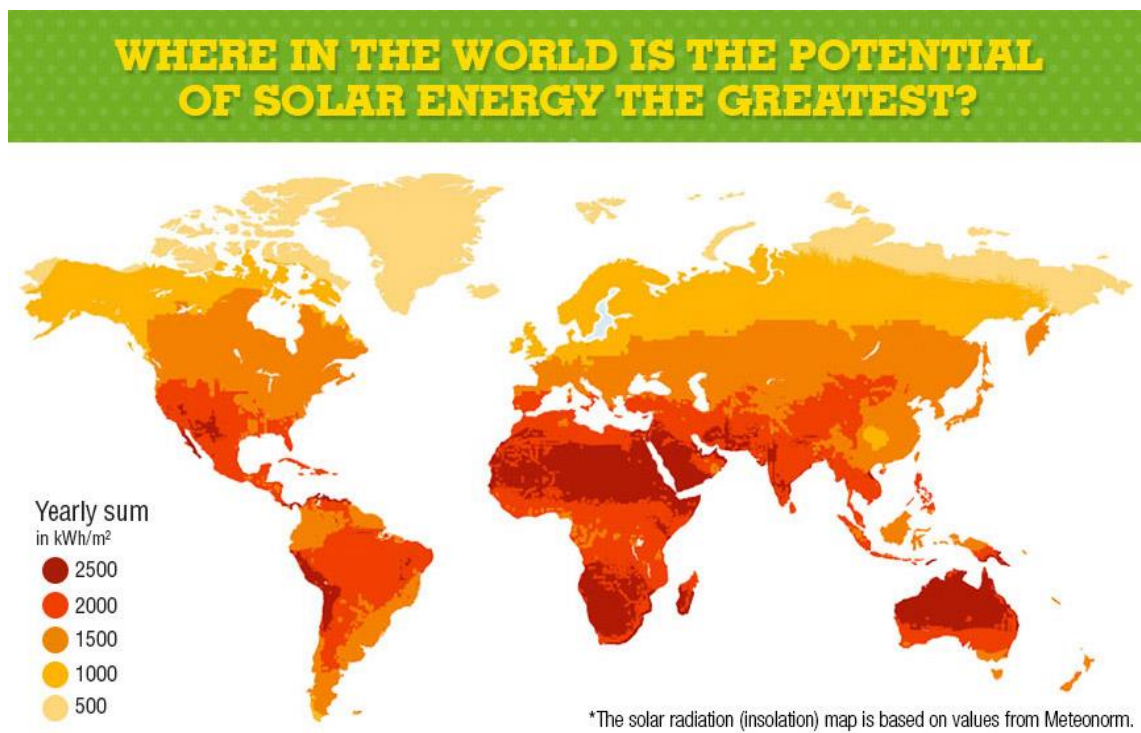 WHERE IN THE WORLD IS THE POTENTIAL
OF SOLAR ENERGY THE GREATEST?
Yearly sum
in kWh/m²
2500
2000
1500
1000
500
*The solar radiation (insolation) map is based on values from Meteonorm.